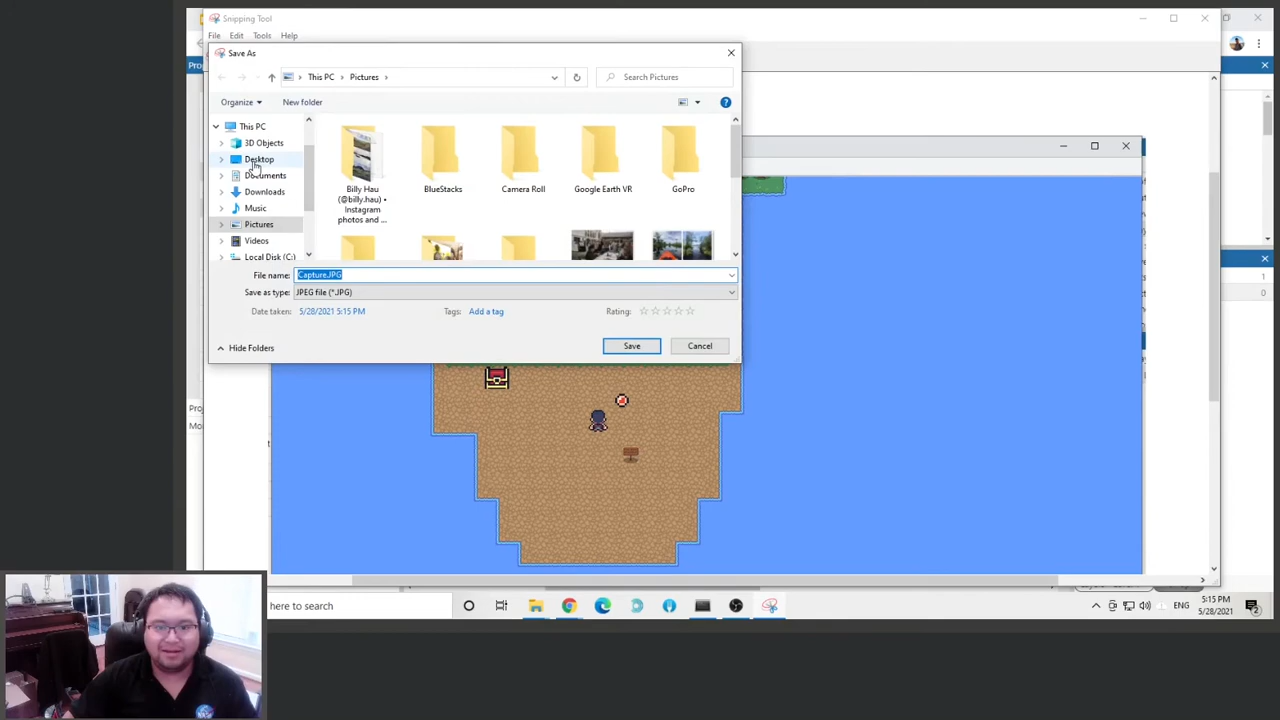 Snipping Tool
File Edit Tools Help
Save As
This PC Pictures
Search Pictures
Organize New folder
This PC
3D Objects
Desktop
Documents
Downloads
Music
Pictures
Videos
Local Disk (C:)
Billy Hau
(@billy.hau) •
Instagram
photos and ...
BlueStacks
Camera Roll
Google Earth VR
GoPro
File name: Capture.JPG
Save as type: JPEG file (*.JPG)
Date taken: 5/28/2021 5:15 PM Tags: Add a tag Rating:
Hide Folders Save Cancel
1
0
here to search
ENG
5:15 PM
5/28/2021
2